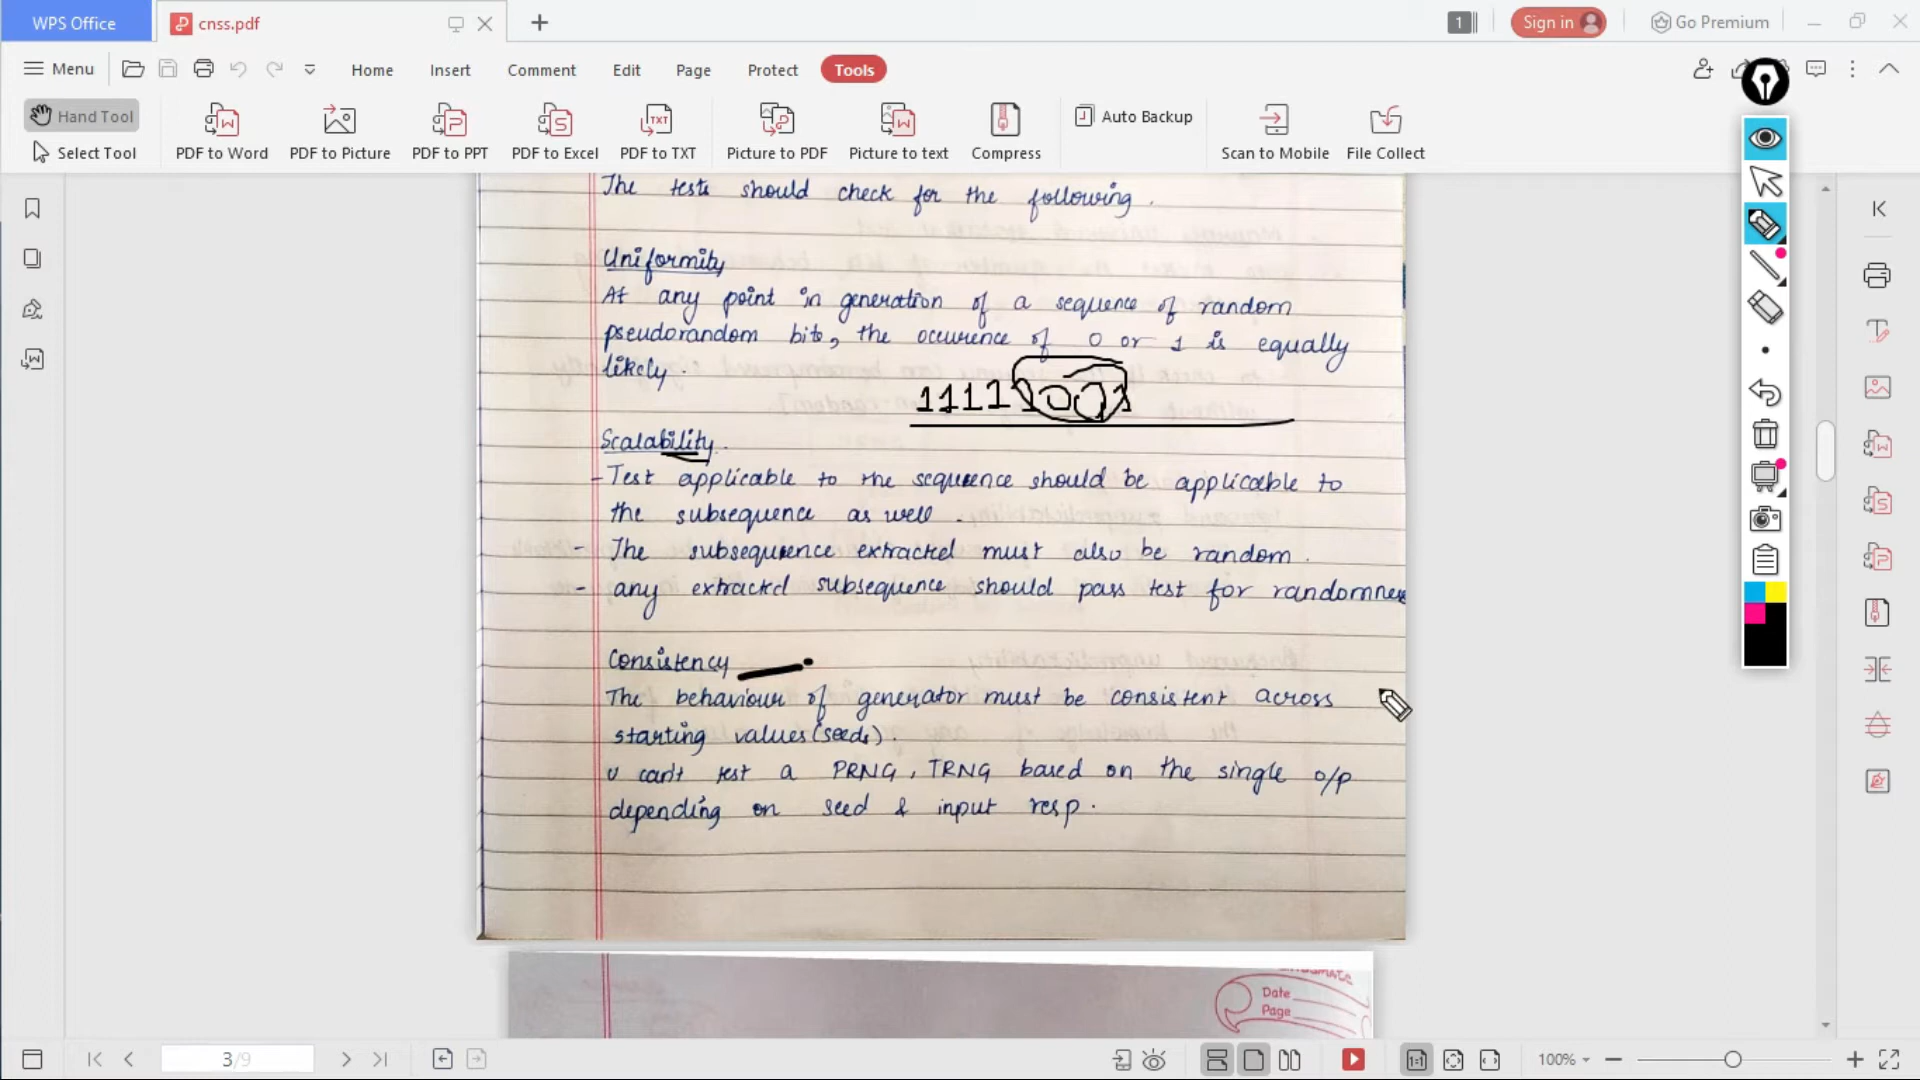 WPS Office
cnss.pdf
1
Sign in
Go Premium
Menu
Home
Insert
Comment
Edit
Page
Protect
Tools
Hand Tool
Select Tool
PDF to Word
PDF to Picture
PDF to PPT
PDF to Excel
PDF to TXT
Picture to PDF
Picture to text
Compress
Auto Backup
Scan to Mobile
File Collect
The tests should check for the following.
Uniformity
At any point in generation of a sequence of random
pseudorandom bits, the occurence of 0 or 1 is equally
likely.
Scalability.
- Test applicable to the sequence should be applicable to
the subsequence as well.
- The subsequence extracted must also be random.
- any extracted subsequence should pass test for randomness
Consistency
The behaviour of generator must be consistent across
starting values (seeds).
U can't test a PRNG, TRNG based on the single o/p
depending on seed & input resp.
Date
Page
3/9
100%